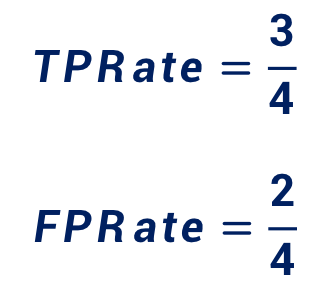 TPRate = 3/4
FPRate = 2/4